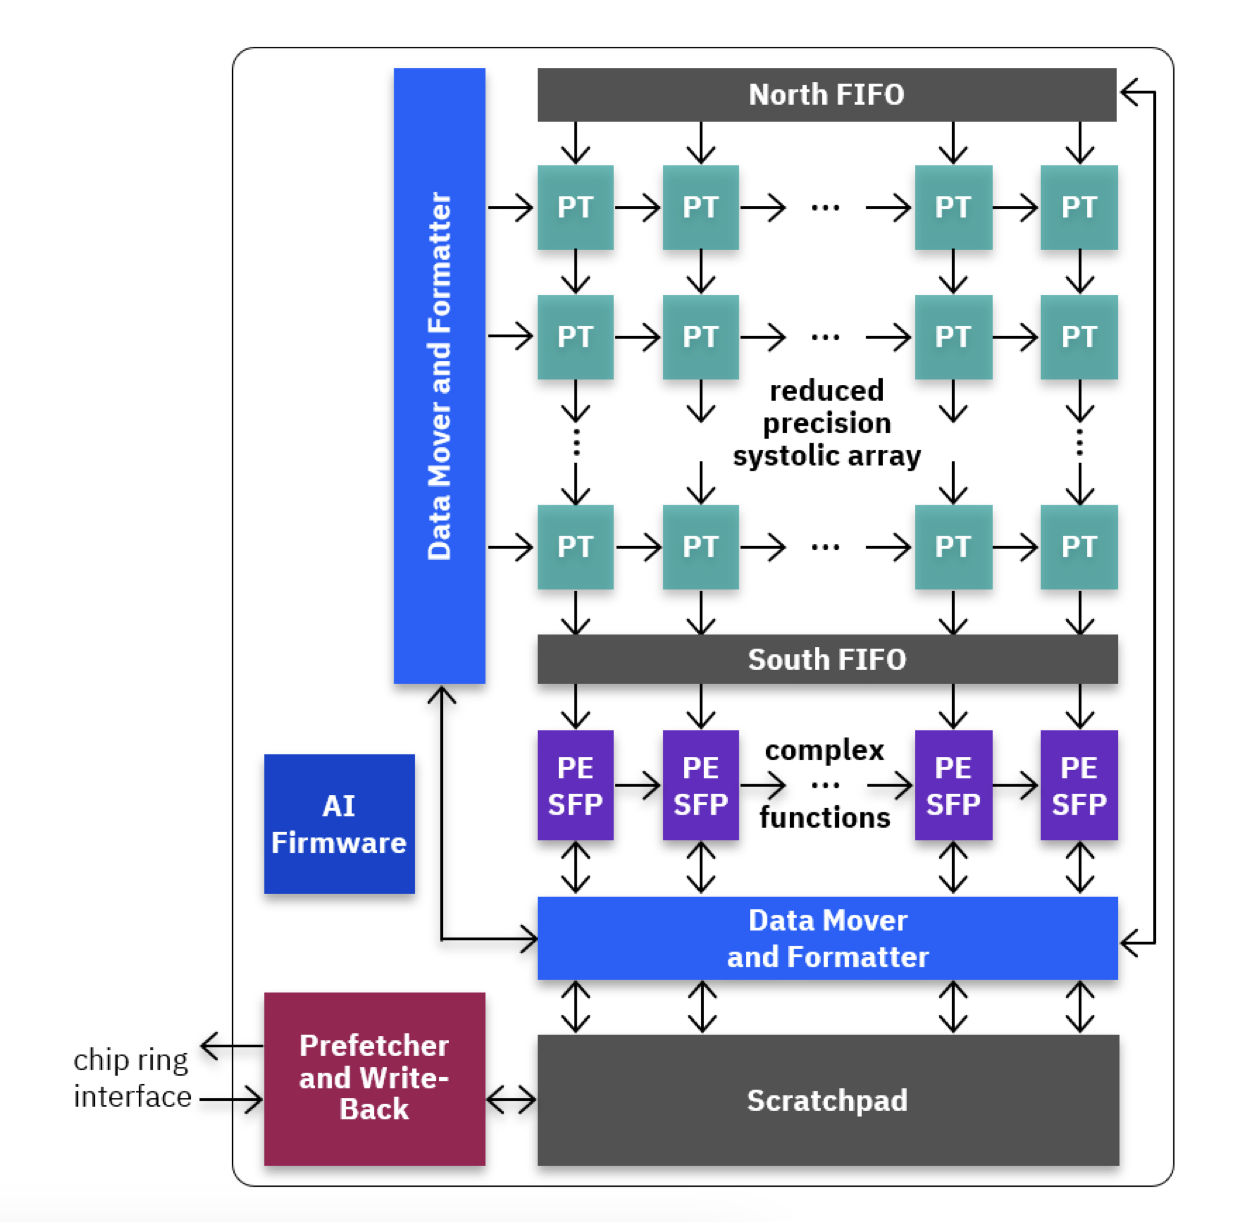 North FIFO
Data Mover and Formatter
PT PT ... PT PT
PT PT ... PT PT
reduced
precision
systolic array
PT PT ... PT PT
South FIFO
PE PE PE PE
SFP SFP SFP SFP
complex
...
functions
AI
Firmware
Data Mover
and Formatter
chip ring
interface
Prefetcher
and Write-
Back
Scratchpad